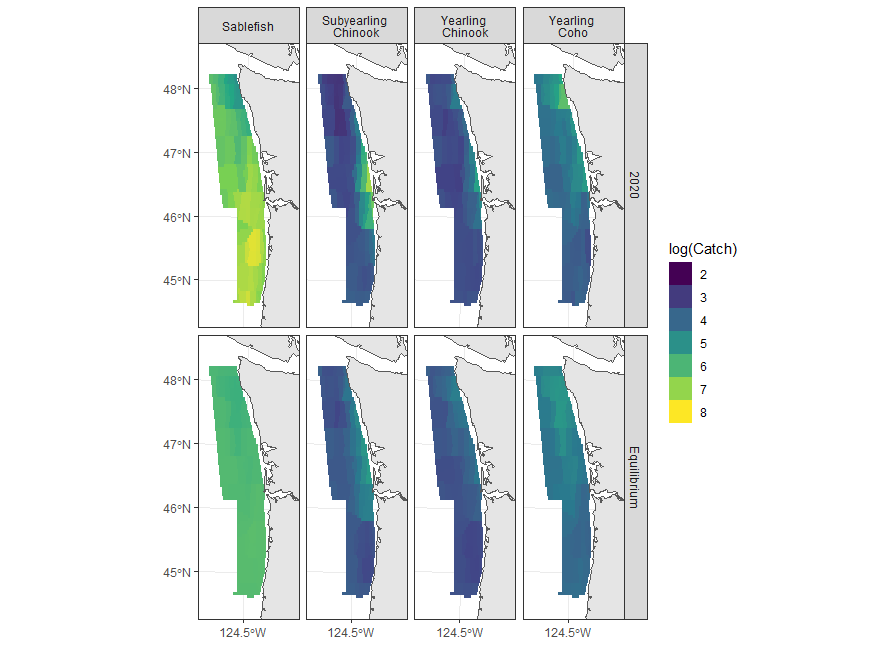 Sablefish
Subyearling
Chinook
Yearling
Chinook
Yearling
Coho
48°N
47°N
46°N
45°N
2020
48°N
47°N
46°N
45°N
Equilibrium
124.5°W
124.5°W
124.5°W
124.5°W
log(Catch)
2
3
4
5
6
7
8